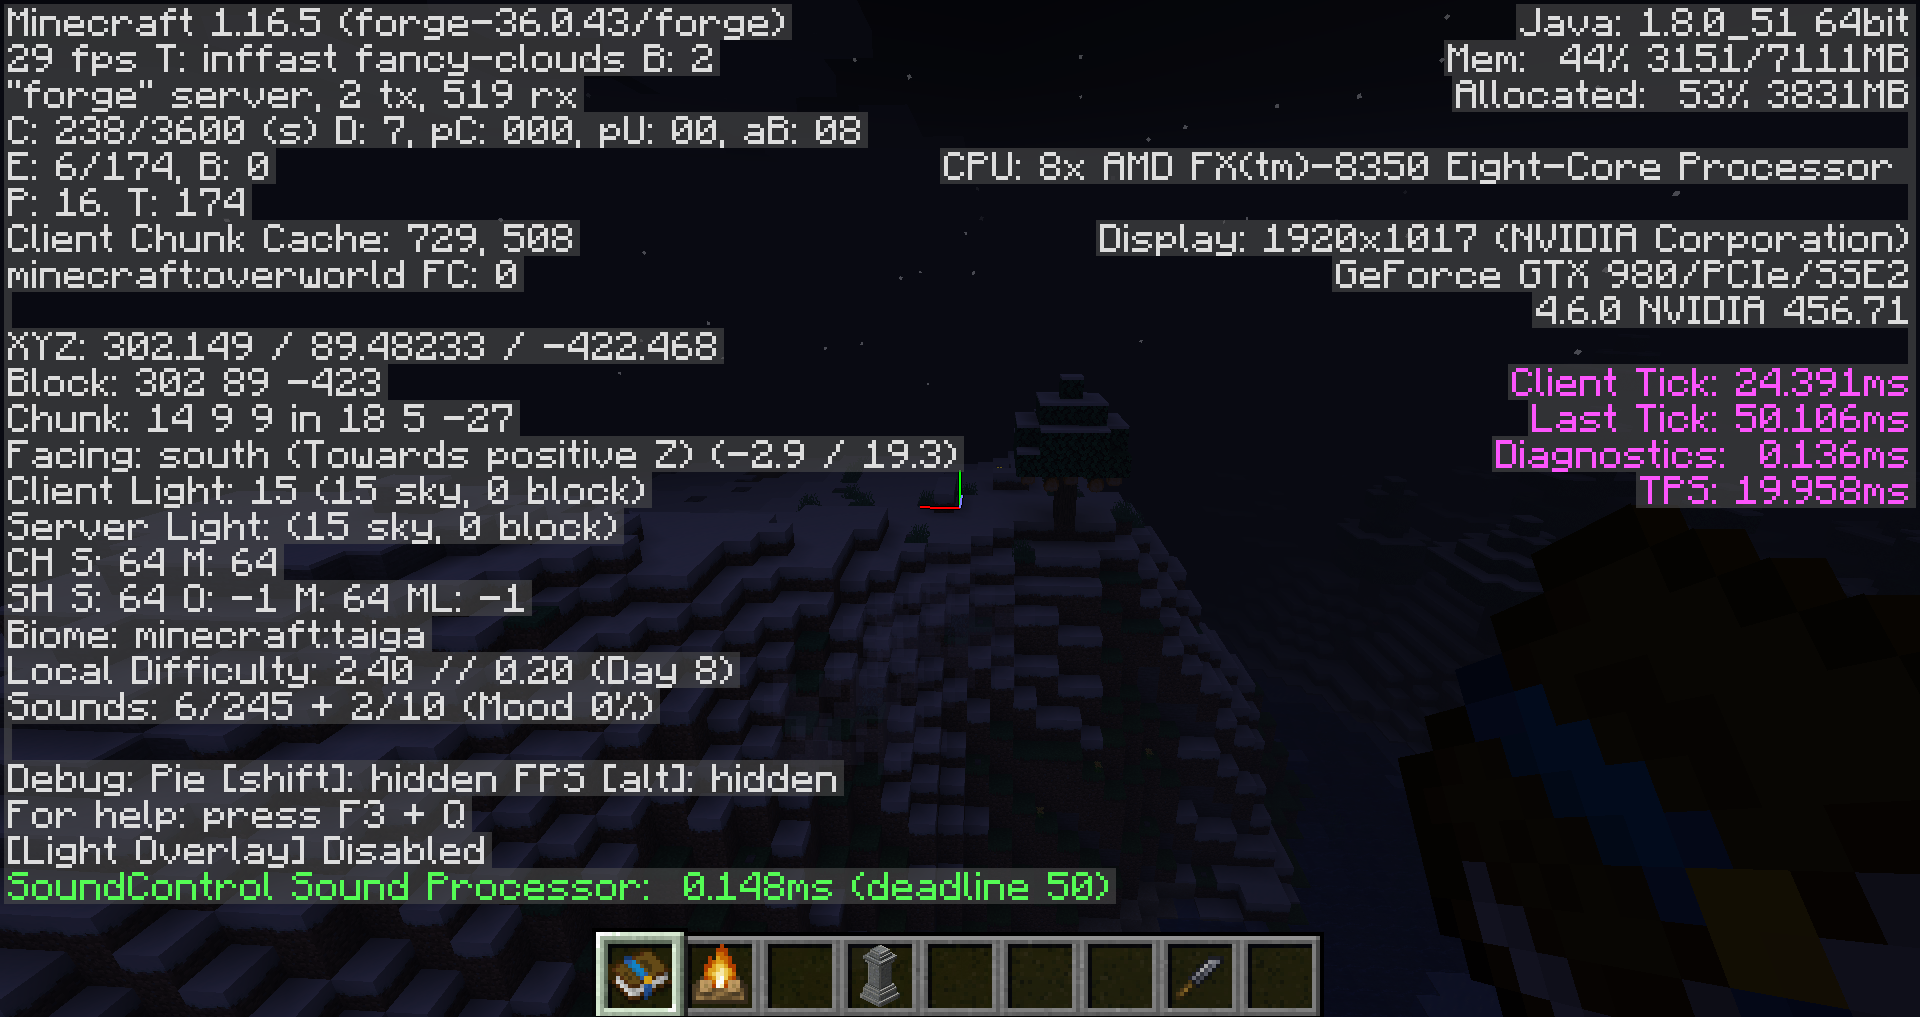 Minecraft 1.16.5 (forge-36.0.43/forge)
29 fps T: inffast fancy-clouds B: 2
"forge" server, 2 tx, 519 rx
C: 238/3600 (s) D: 7, pC: 000, pU: 00, aB: 08
E: 6/174, B: 0
P: 16. T: 174
Client Chunk Cache: 729, 508
minecraft:overworld FC: 0
XYZ: 302.149 / 89.48233 / -422.468
Block: 302 89 -423
Chunk: 14 9 9 in 18 5 -27
Facing: south (Towards positive Z) (-2.9 / 19.3)
Client Light: 15 (15 sky, 0 block)
Server Light: (15 sky, 0 block)
CH S: 64 M: 64
SH S: 64 O: -1 M: 64 ML: -1
Biome: minecraft:taiga
Local Difficulty: 2.40 // 0.20 (Day 8)
Sounds: 6/245 + 2/10 (Mood 0%)
Debug: Pie [shift]: hidden FPS [alt]: hidden
For help: press F3 + Q
[Light Overlay] Disabled
SoundControl Sound Processor: 0.148ms (deadline 50)
Java: 1.8.0_51 64bit
Mem: 44% 3151/7111MB
Allocated: 53% 3831MB
CPU: 8x AMD FX(tm)-8350 Eight-Core Processor
Display: 1920x1017 (NVIDIA Corporation)
GeForce GTX 980/PCIe/SSE2
4.6.0 NVIDIA 456.71
Client Tick: 24.391ms
Last Tick: 50.106ms
Diagnostics: 0.136ms
TPS: 19.958ms